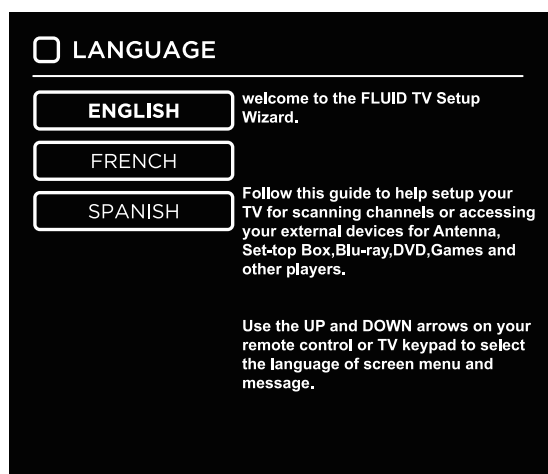 LANGUAGE
ENGLISH
FRENCH
SPANISH
welcome to the FLUID TV Setup
Wizard.
Follow this guide to help setup your
TV for scanning channels or accessing
your external devices for Antenna,
Set-top Box,Blu-ray,DVD,Games and
other players.
Use the UP and DOWN arrows on your
remote control or TV keypad to select
the language of screen menu and
message.